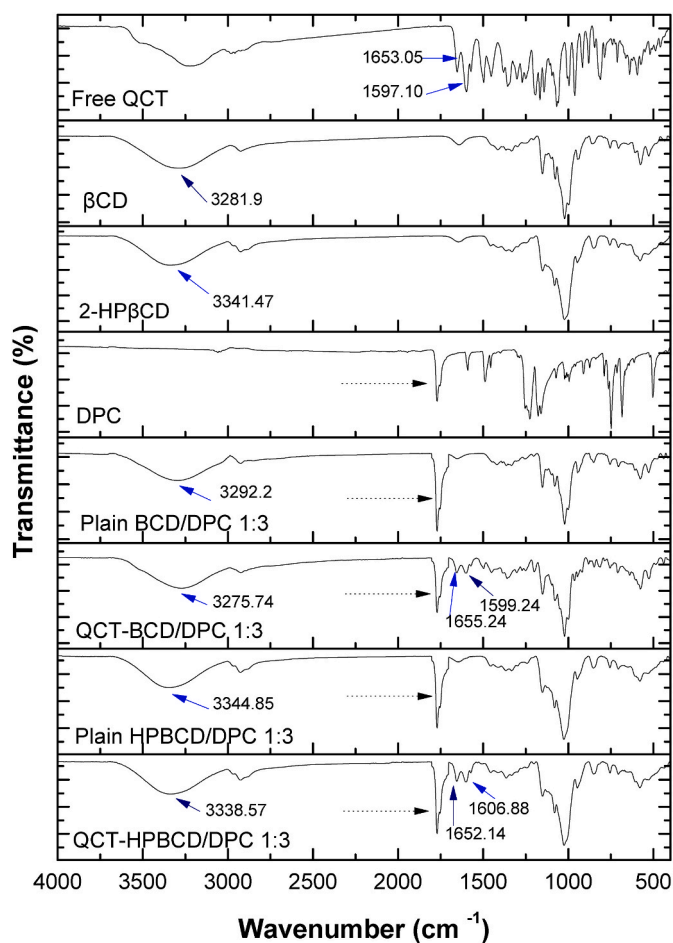 Transmittance (%)
1653.05
1597.10
Free QCT
3281.9
βCD
3341.47
2-HPβCD
DPC
3292.2
Plain BCD/DPC 1:3
1599.24
3275.74
1655.24
QCT-BCD/DPC 1:3
3344.85
Plain HPBCD/DPC 1:3
3338.57
1606.88
1652.14
QCT-HPBCD/DPC 1:3
4000 3500 3000 2500 2000 1500 1000 500
Wavenumber (cm -1)